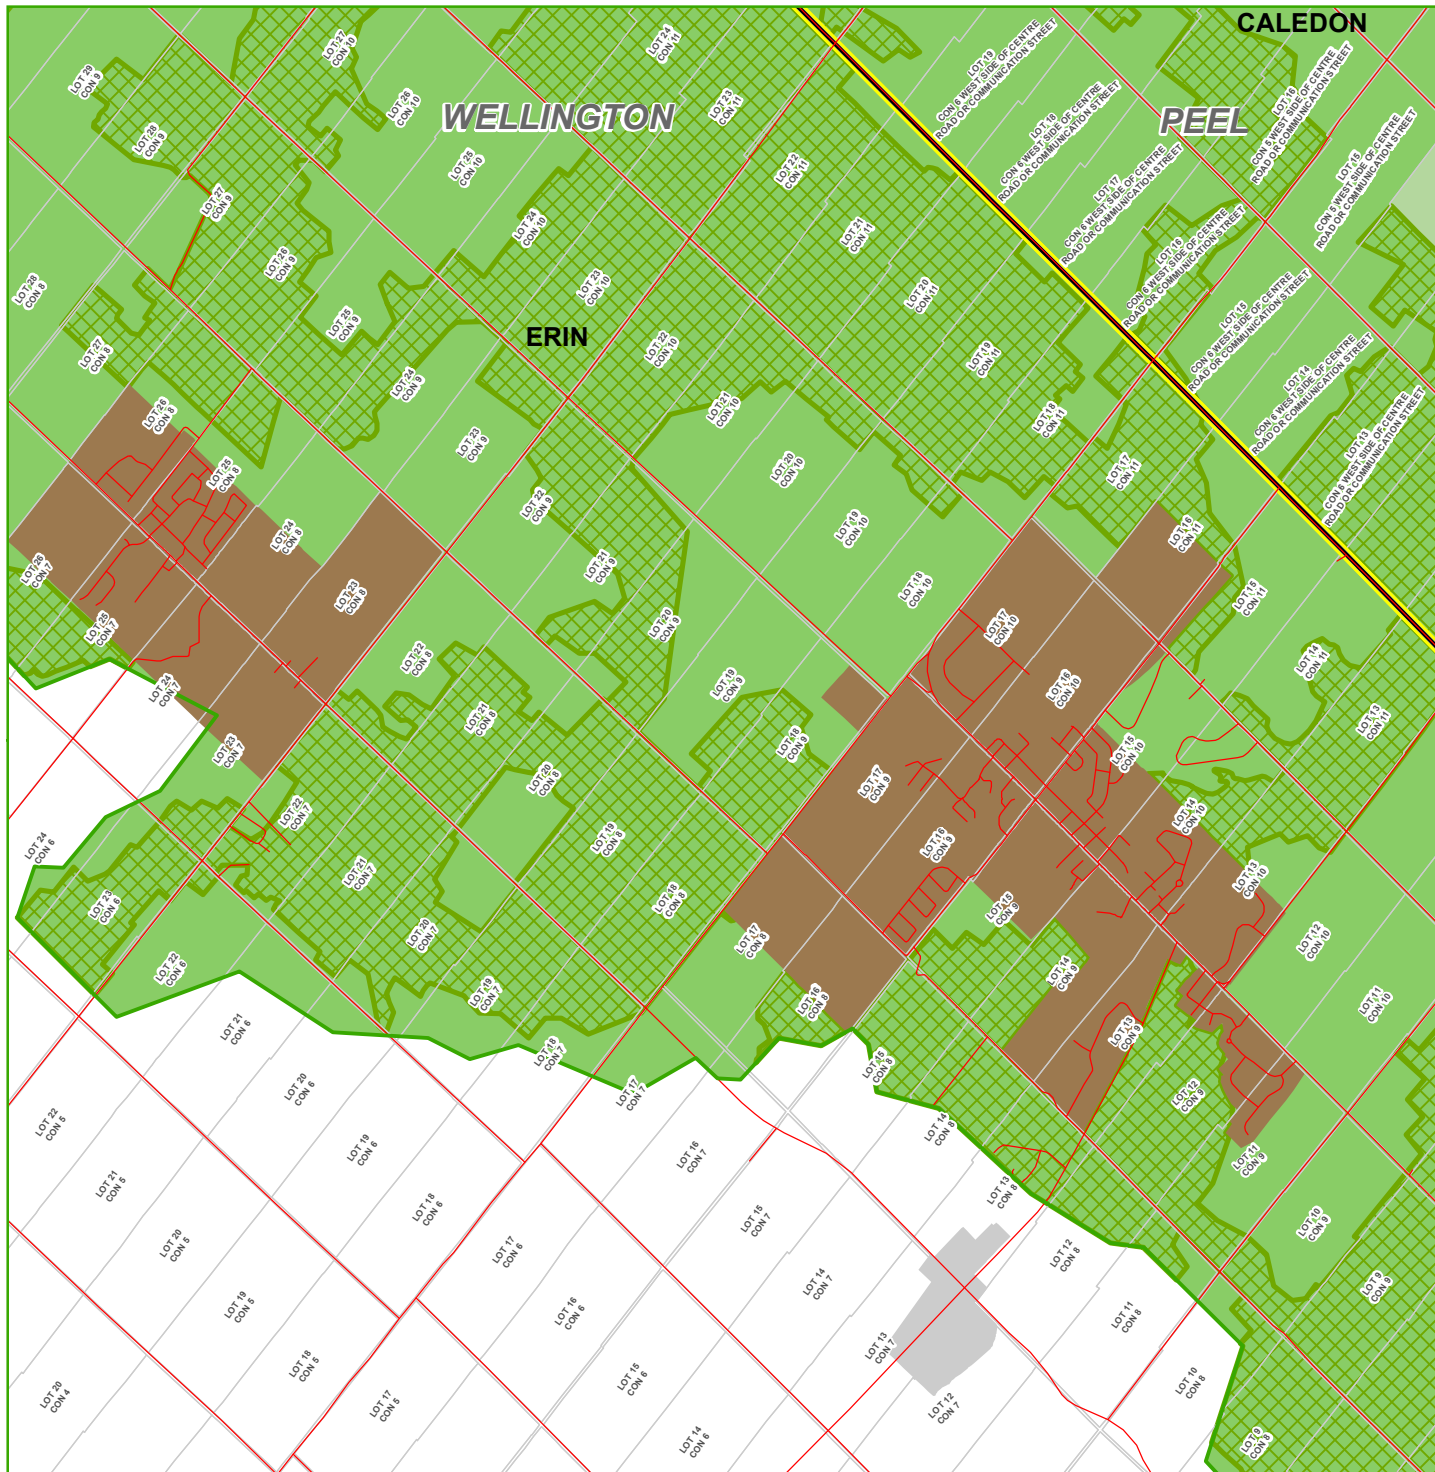 CALEDON
WELLINGTON
PEEL
ERIN
LOT 29
CON 9
LOT 28
CON 9
LOT 27
CON 10
LOT 26
CON 10
LOT 25
CON 10
LOT 24
CON 11
LOT 23
CON 11
LOT 22
CON 11
LOT 21
CON 11
LOT 20
CON 11
LOT 19
CON 11
LOT 18
CON 11
LOT 17
CON 11
LOT 16
CON 11
LOT 15
CON 11
LOT 14
CON 11
LOT 13
CON 11
LOT 19
CON 6 WEST SIDE OF CENTRE
ROAD OR COMMUNICATION STREET
LOT 18
CON 6 WEST SIDE OF CENTRE
ROAD OR COMMUNICATION STREET
LOT 17
CON 6 WEST SIDE OF CENTRE
ROAD OR COMMUNICATION STREET
LOT 16
CON 6 WEST SIDE OF CENTRE
ROAD OR COMMUNICATION STREET
LOT 15
CON 6 WEST SIDE OF CENTRE
ROAD OR COMMUNICATION STREET
LOT 14
CON 6 WEST SIDE OF CENTRE
ROAD OR COMMUNICATION STREET
LOT 13
CON 6 WEST SIDE OF CENTRE
ROAD OR COMMUNICATION STREET
LOT 16
CON 5 WEST SIDE OF CENTRE
ROAD OR COMMUNICATION STREET
LOT 15
CON 5 WEST SIDE OF CENTRE
ROAD OR COMMUNICATION STREET
LOT 27
CON 9
LOT 26
CON 9
LOT 25
CON 9
LOT 24
CON 9
LOT 23
CON 9
LOT 22
CON 9
LOT 21
CON 9
LOT 20
CON 9
LOT 19
CON 9
LOT 18
CON 9
LOT 17
CON 9
LOT 16
CON 9
LOT 15
CON 9
LOT 14
CON 9
LOT 13
CON 9
LOT 12
CON 9
LOT 11
CON 9
LOT 10
CON 9
LOT 9
CON 9
LOT 24
CON 10
LOT 23
CON 10
LOT 22
CON 10
LOT 21
CON 10
LOT 20
CON 10
LOT 19
CON 10
LOT 18
CON 10
LOT 17
CON 10
LOT 16
CON 10
LOT 15
CON 10
LOT 14
CON 10
LOT 13
CON 10
LOT 12
CON 10
LOT 11
CON 10
LOT 28
CON 8
LOT 27
CON 8
LOT 26
CON 8
LOT 25
CON 8
LOT 24
CON 8
LOT 23
CON 8
LOT 22
CON 8
LOT 21
CON 8
LOT 20
CON 8
LOT 19
CON 8
LOT 18
CON 8
LOT 17
CON 8
LOT 16
CON 8
LOT 15
CON 8
LOT 14
CON 8
LOT 13
CON 8
LOT 12
CON 8
LOT 11
CON 8
LOT 10
CON 8
LOT 9
CON 8
LOT 26
CON 7
LOT 25
CON 7
LOT 24
CON 7
LOT 23
CON 7
LOT 22
CON 7
LOT 21
CON 7
LOT 20
CON 7
LOT 19
CON 7
LOT 18
CON 7
LOT 17
CON 7
LOT 16
CON 7
LOT 15
CON 7
LOT 14
CON 7
LOT 13
CON 7
LOT 12
CON 7
LOT 24
CON 6
LOT 23
CON 6
LOT 22
CON 6
LOT 21
CON 6
LOT 20
CON 6
LOT 19
CON 6
LOT 18
CON 6
LOT 17
CON 6
LOT 16
CON 6
LOT 15
CON 6
LOT 14
CON 6
LOT 22
CON 5
LOT 21
CON 5
LOT 20
CON 5
LOT 19
CON 5
LOT 18
CON 5
LOT 17
CON 5
LOT 20
CON 4